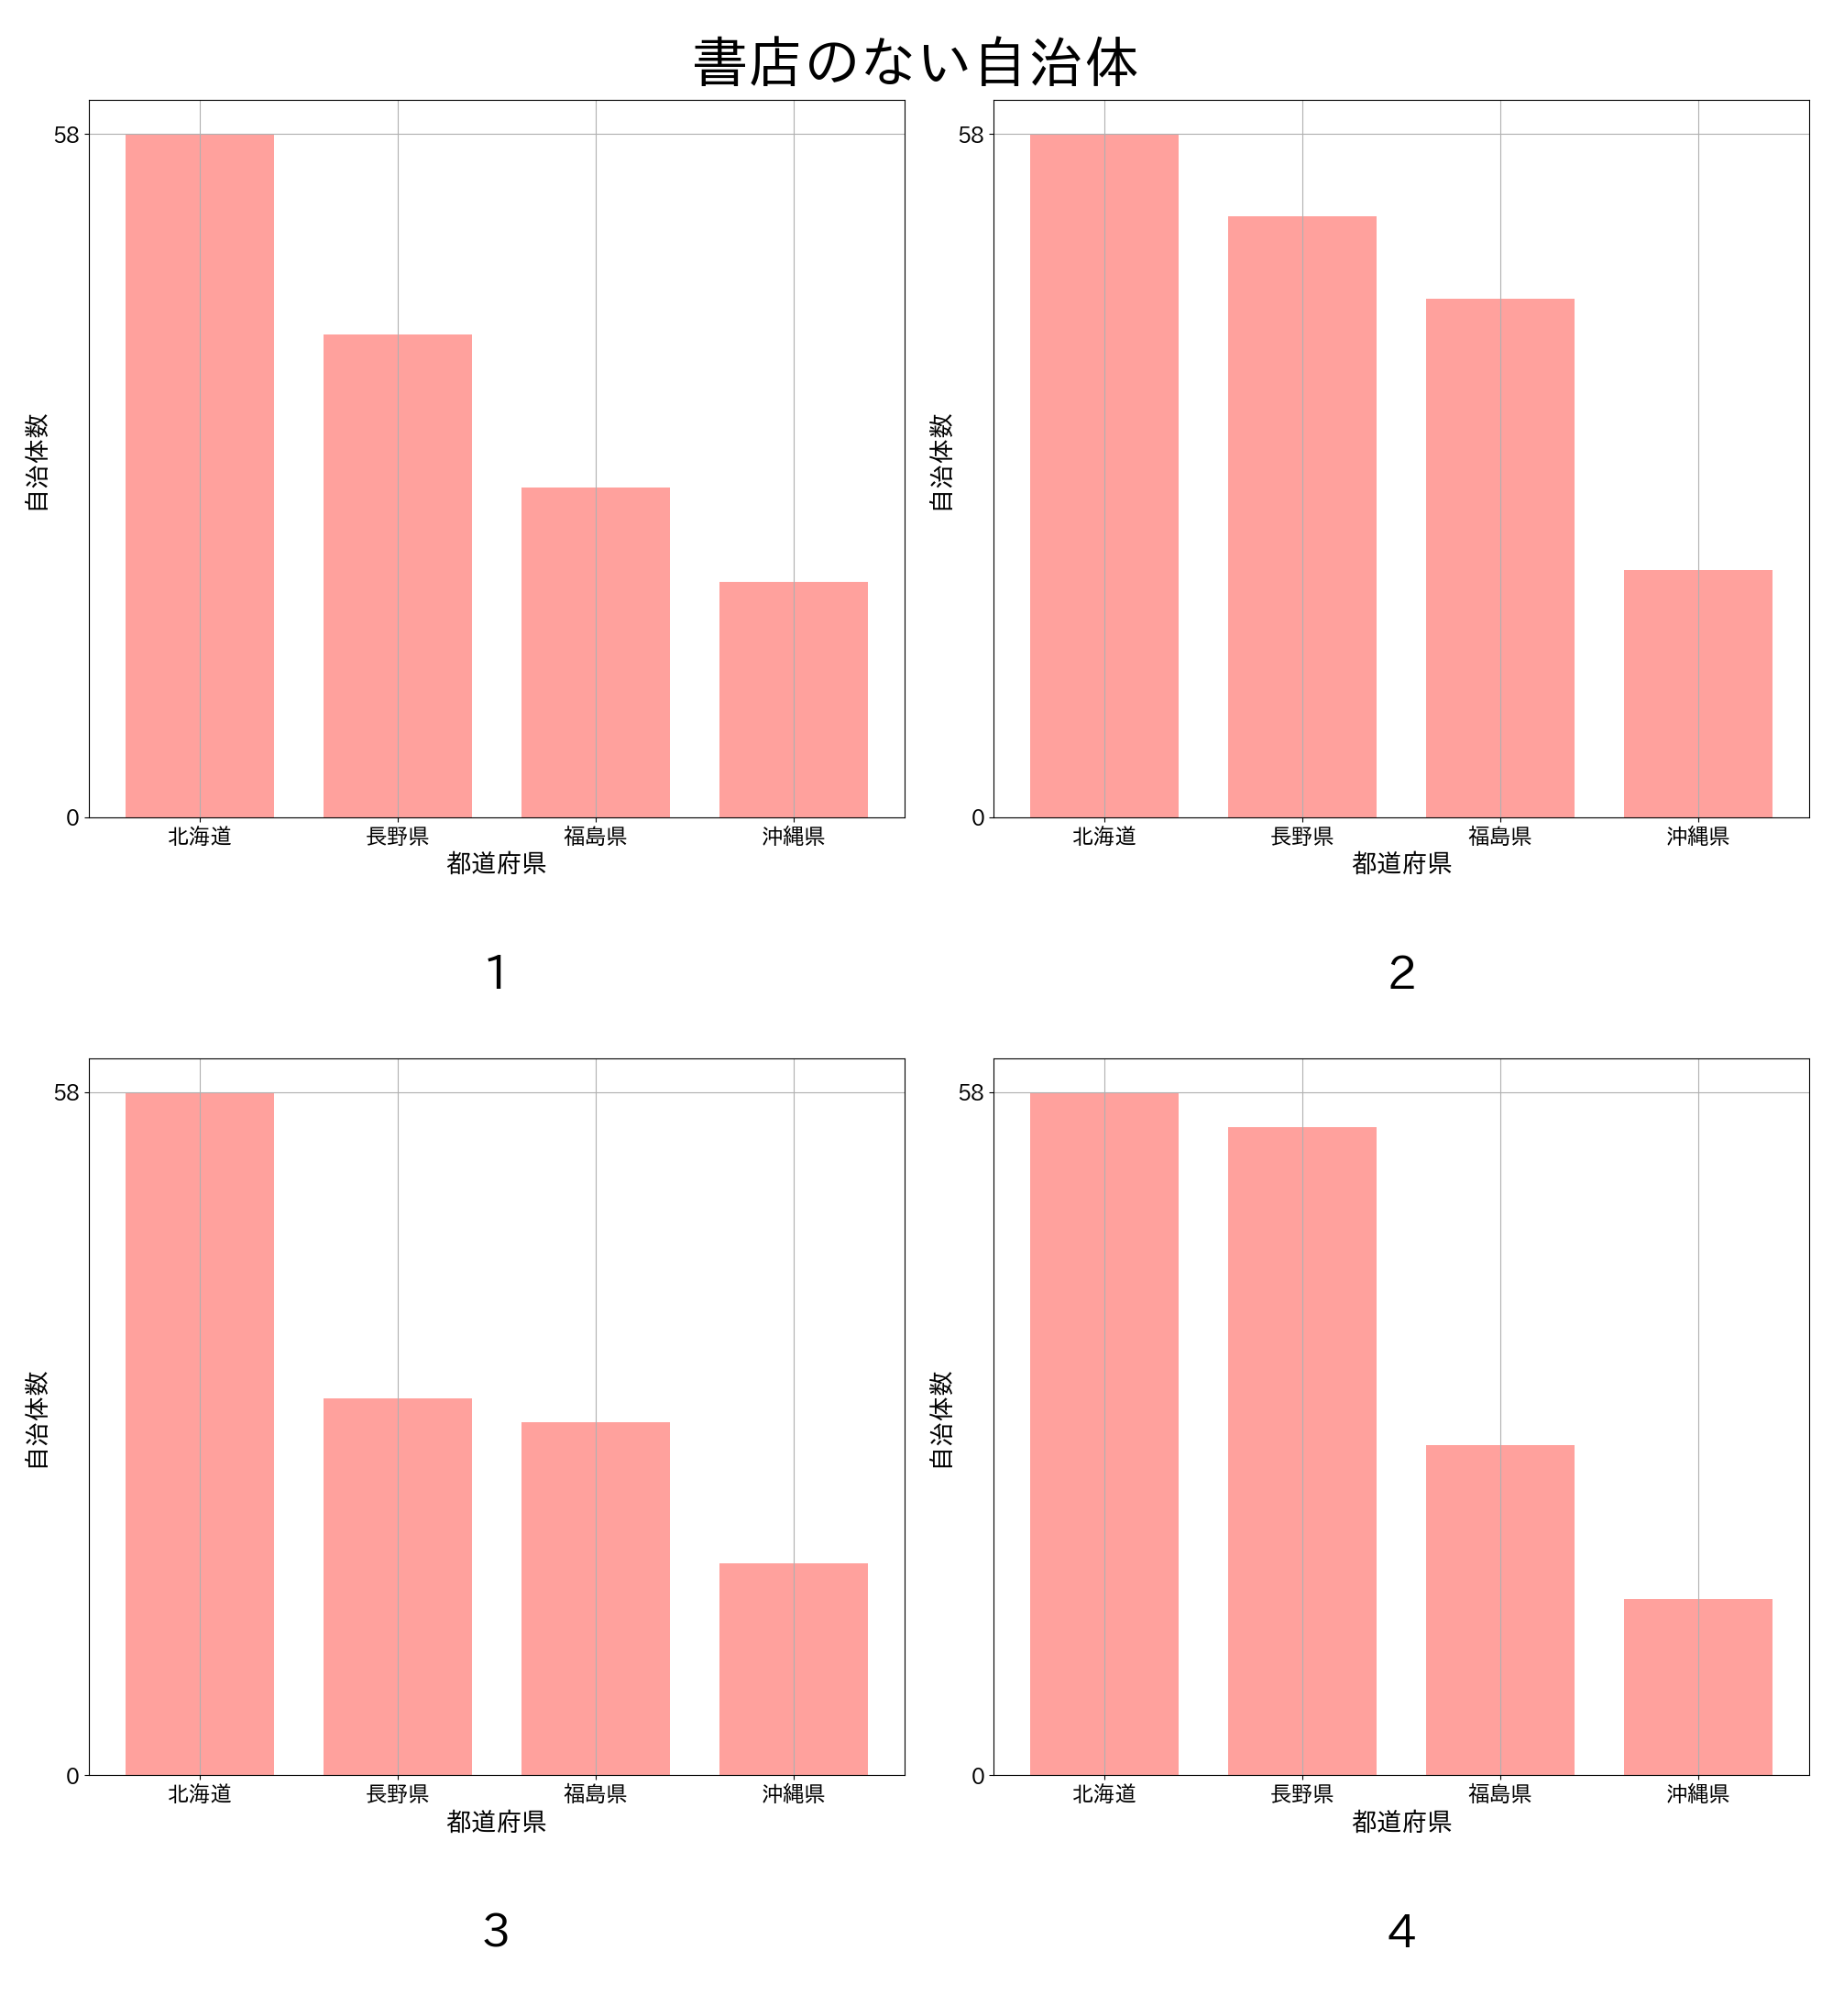 書店のない自治体
58
0
自治体数
北海道 長野県 福島県 沖縄県
都道府県
1
58
0
自治体数
北海道 長野県 福島県 沖縄県
都道府県
2
58
0
自治体数
北海道 長野県 福島県 沖縄県
都道府県
3
58
0
自治体数
北海道 長野県 福島県 沖縄県
都道府県
4